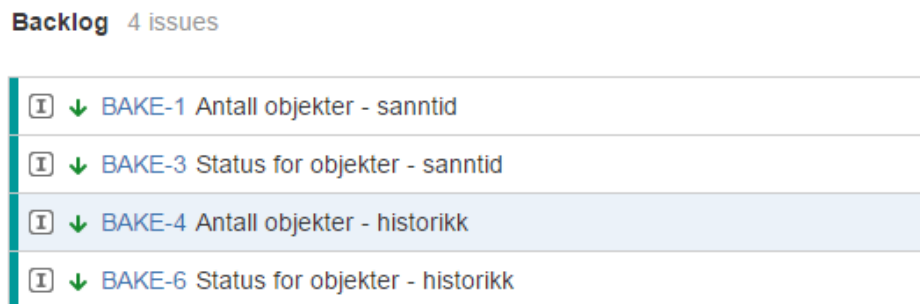 Backlog 4 issues
I BAKE-1 Antall objekter - sanntid
I BAKE-3 Status for objekter - sanntid
I BAKE-4 Antall objekter - historikk
I BAKE-6 Status for objekter - historikk